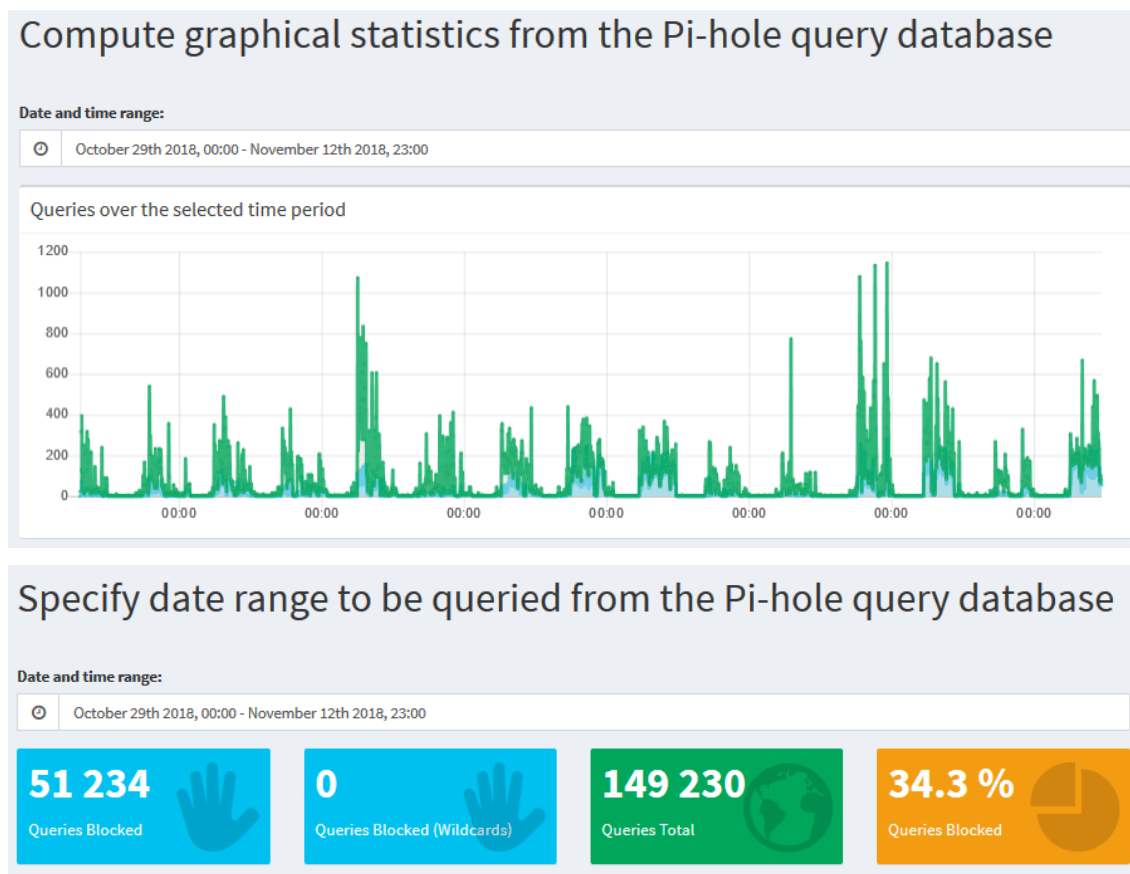 Compute graphical statistics from the Pi-hole query database
Date and time range:
October 29th 2018, 00:00 - November 12th 2018, 23:00
Queries over the selected time period
1200
1000
800
600
400
200
0
00:00 00:00 00:00 00:00 00:00 00:00 00:00
Specify date range to be queried from the Pi-hole query database
Date and time range:
October 29th 2018, 00:00 - November 12th 2018, 23:00
51 234 0 149 230 34.3 %
Queries Blocked Queries Blocked (Wildcards) Queries Total Queries Blocked